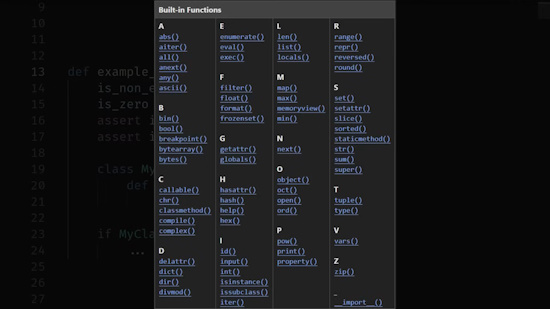 Built-in Functions
A
abs()
aiter()
all()
anext()
any()
ascii()
B
bin()
bool()
breakpoint()
bytearray()
bytes()
C
callable()
chr()
classmethod()
compile()
complex()
D
delattr()
dict()
dir()
divmod()
E
enumerate()
eval()
exec()
F
filter()
float()
format()
frozenset()
G
getattr()
globals()
H
hasattr()
hash()
help()
hex()
I
id()
input()
int()
isinstance()
issubclass()
iter()
L
len()
list()
locals()
M
map()
max()
memoryview()
min()
N
next()
O
object()
oct()
open()
ord()
P
pow()
print()
property()
R
range()
repr()
reversed()
round()
S
set()
setattr()
slice()
sorted()
staticmethod()
str()
sum()
super()
T
tuple()
type()
V
vars()
Z
zip()
_
__import__()
9
10
11
12
13 def example_
14 is_non_e
15 is_zero
16 assert i
17 assert i
18
19 class My
20 def
21
22
23 if MyCla
24 ...
25
26
27